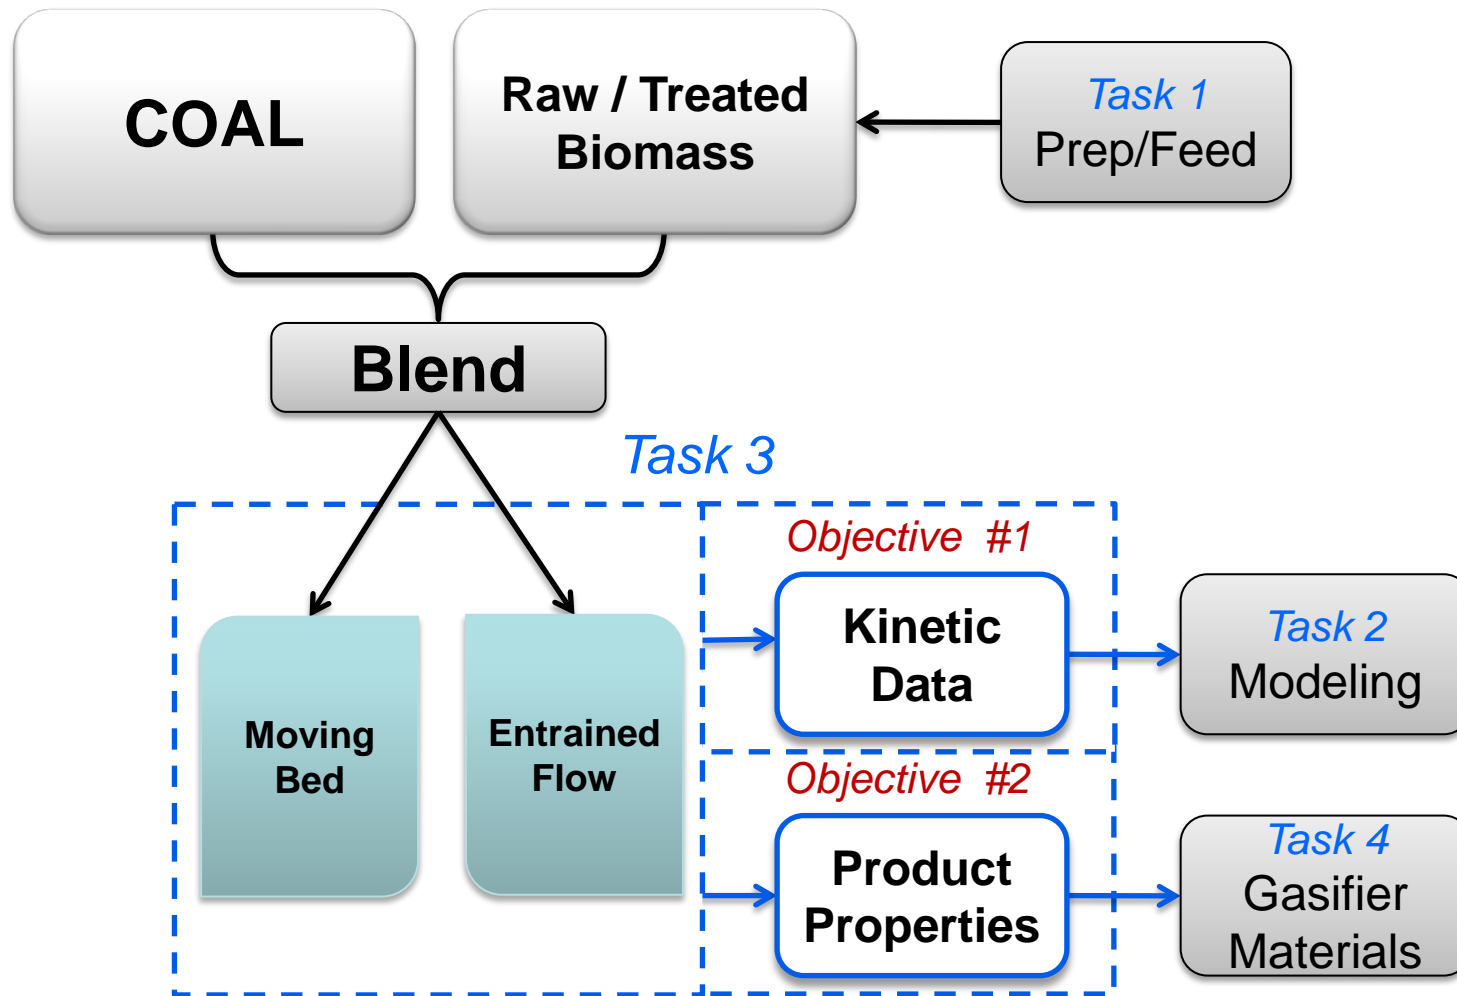 COAL
Raw / Treated
Biomass
Task 1
Prep/Feed
Blend
Task 3
Moving
Bed
Entrained
Flow
Objective #1
Kinetic
Data
Task 2
Modeling
Objective #2
Product
Properties
Task 4
Gasifier
Materials